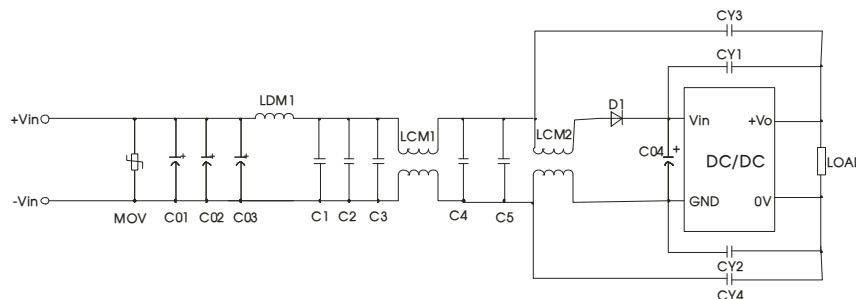 CY3
CY1
LDM1
D1
+Vin
LCM1
LCM2
Vin
+Vo
C04
+
DC/DC
LOAD
-Vin
GND
0V
MOV
C01
C02
C03
C1
C2
C3
C4
C5
CY2
CY4